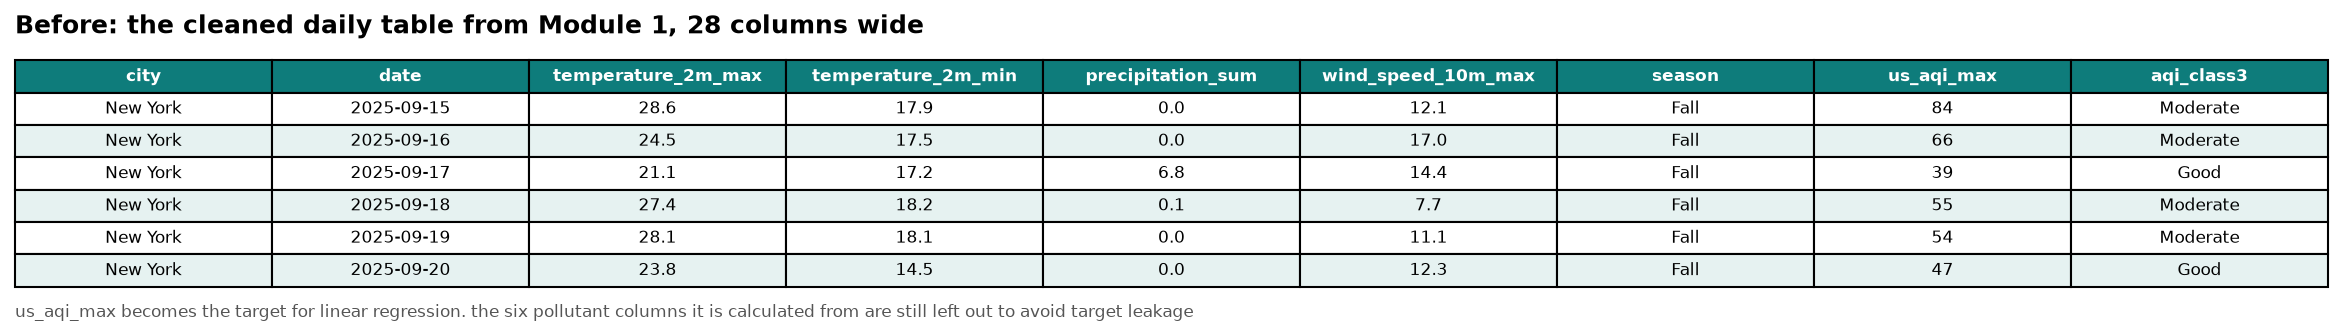 Before: the cleaned daily table from Module 1, 28 columns wide
city date temperature_2m_max temperature_2m_min precipitation_sum wind_speed_10m_max season us_aqi_max aqi_class3
New York 2025-09-15 28.6 17.9 0.0 12.1 Fall 84 Moderate
New York 2025-09-16 24.5 17.5 0.0 17.0 Fall 66 Moderate
New York 2025-09-17 21.1 17.2 6.8 14.4 Fall 39 Good
New York 2025-09-18 27.4 18.2 0.1 7.7 Fall 55 Moderate
New York 2025-09-19 28.1 18.1 0.0 11.1 Fall 54 Moderate
New York 2025-09-20 23.8 14.5 0.0 12.3 Fall 47 Good
us_aqi_max becomes the target for linear regression. the six pollutant columns it is calculated from are still left out to avoid target leakage